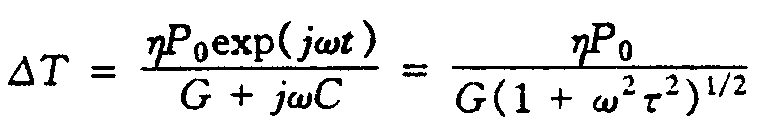 ΔT = ηP₀exp(jωt) / G + jωC = ηP₀ / G(1 + ω²τ²)^1/2